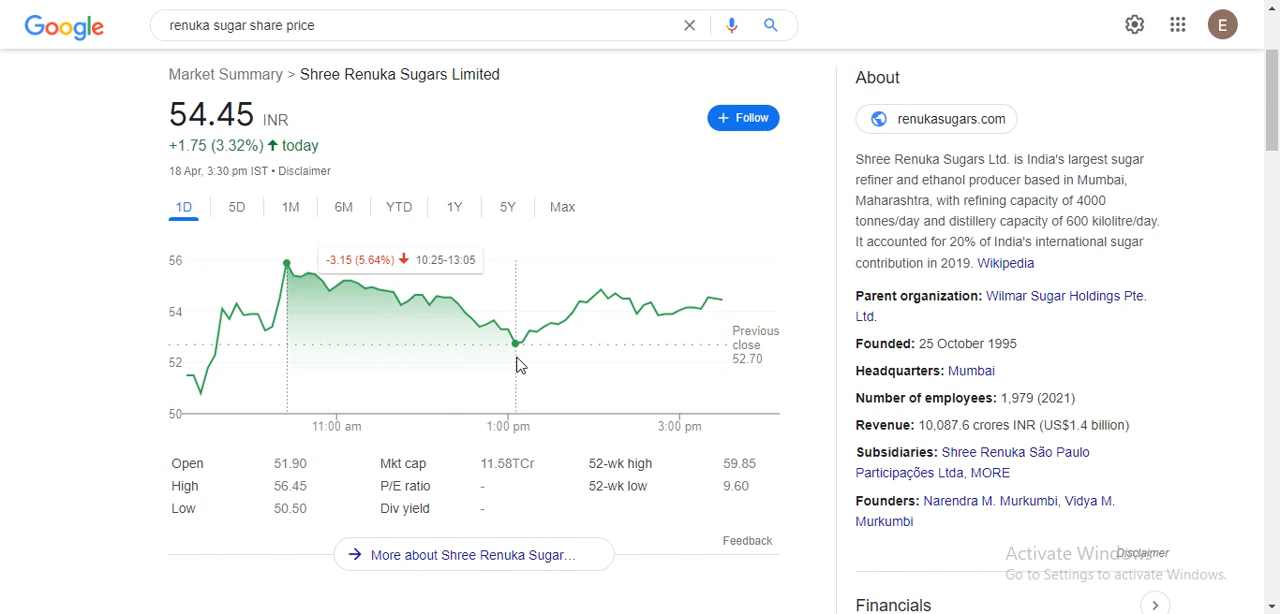 Google
renuka sugar share price
E
Market Summary > Shree Renuka Sugars Limited
54.45 INR
+ Follow
+1.75 (3.32%) ↑ today
18 Apr, 3:30 pm IST • Disclaimer
1D 5D 1M 6M YTD 1Y 5Y Max
-3.15 (5.64%) ↓ 10:25-13:05
56
54
52
50
Previous
close
52.70
11:00 am 1:00 pm 3:00 pm
Open 51.90 Mkt cap 11.58TCr 52-wk high 59.85
High 56.45 P/E ratio - 52-wk low 9.60
Low 50.50 Div yield -
Feedback
→ More about Shree Renuka Sugar...
About
renukasugars.com
Shree Renuka Sugars Ltd. is India's largest sugar
refiner and ethanol producer based in Mumbai,
Maharashtra, with refining capacity of 4000
tonnes/day and distillery capacity of 600 kilolitre/day.
It accounted for 20% of India's international sugar
contribution in 2019. Wikipedia
Parent organization: Wilmar Sugar Holdings Pte.
Ltd.
Founded: 25 October 1995
Headquarters: Mumbai
Number of employees: 1,979 (2021)
Revenue: 10,087.6 crores INR (US$1.4 billion)
Subsidiaries: Shree Renuka São Paulo
Participações Ltda, MORE
Founders: Narendra M. Murkumbi, Vidya M.
Murkumbi
Disclaimer
Activate Windows
Go to Settings to activate Windows.
Financials